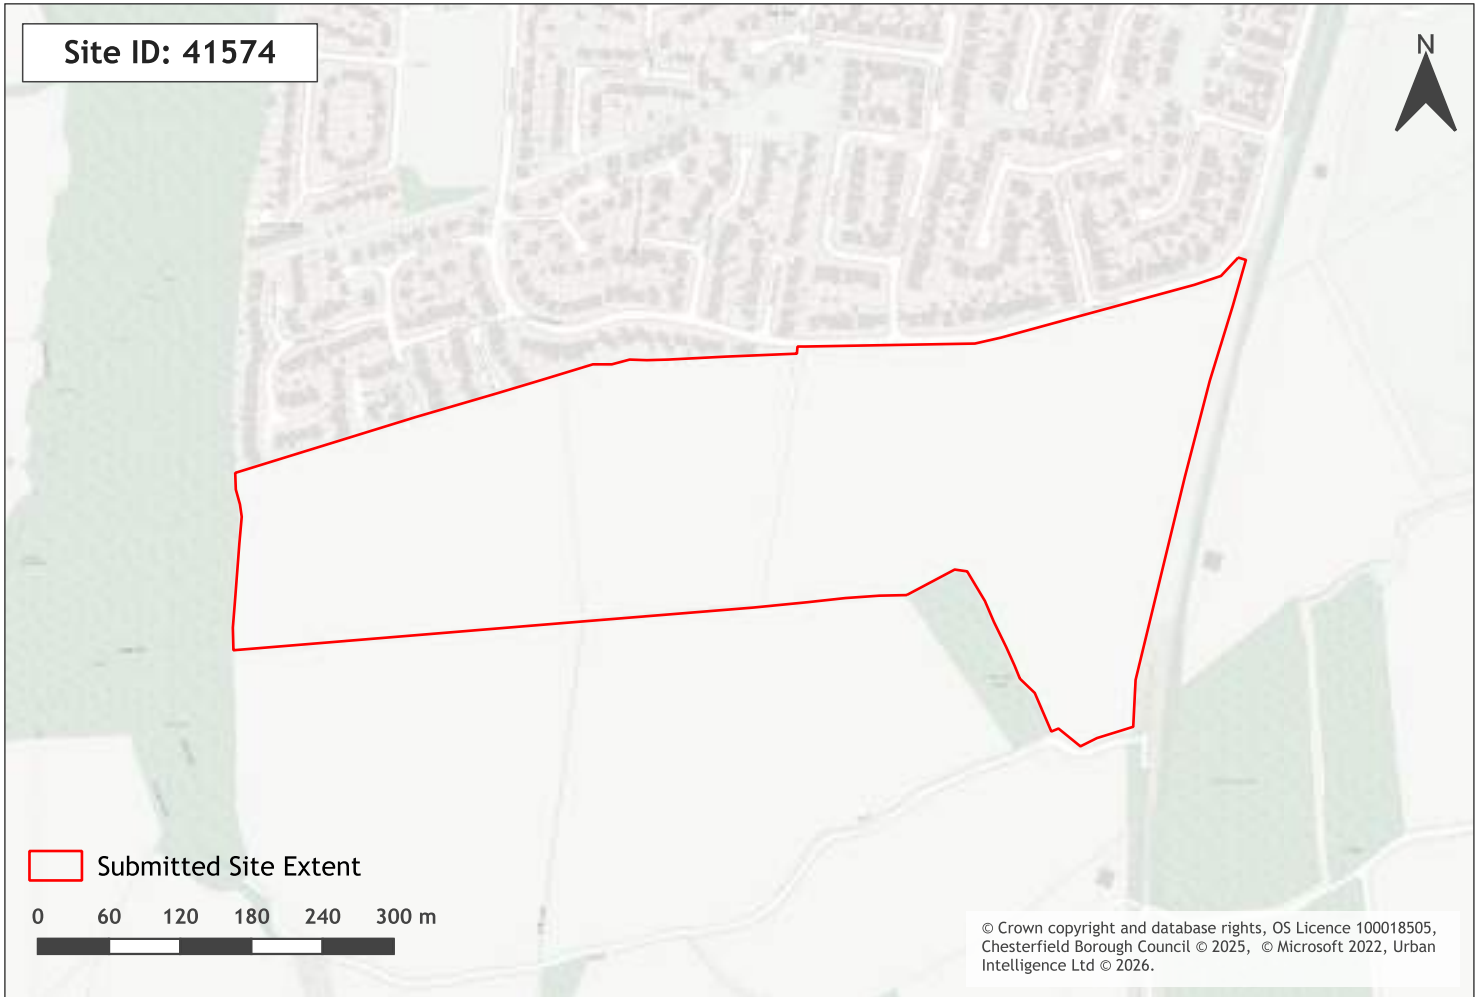 Site ID: 41574
N
Submitted Site Extent
0 60 120 180 240 300 m
© Crown copyright and database rights, OS Licence 100018505,
Chesterfield Borough Council © 2025, © Microsoft 2022, Urban
Intelligence Ltd © 2026.